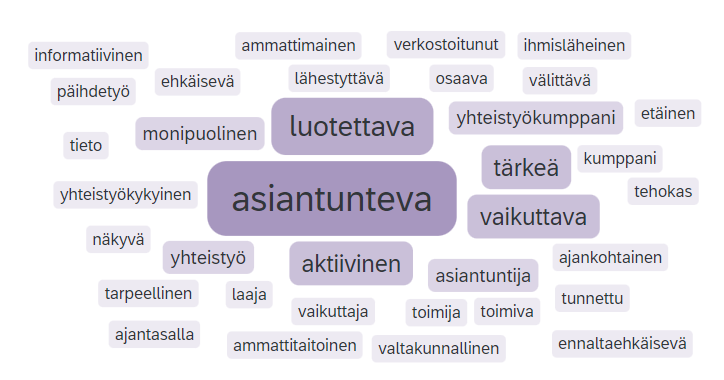 ammattimainen
verkostoitunut
ihmisläheinen
informatiivinen
ehkäisevä
lähestyttävä
osaava
välittävä
päihdetyö
luotettava
yhteistyökumppani
etäinen
monipuolinen
tieto
tärkeä
kumppani
tehokas
yhteistyökykyinen
asiantunteva
vaikuttava
näkyvä
yhteistyö
aktiivinen
asiantuntija
ajankohtainen
tarpeellinen
laaja
vaikuttaja
toimija
toimiva
tunnettu
ajantasalla
ammattitaitoinen
valtakunnallinen
ennaltaehkäisevä